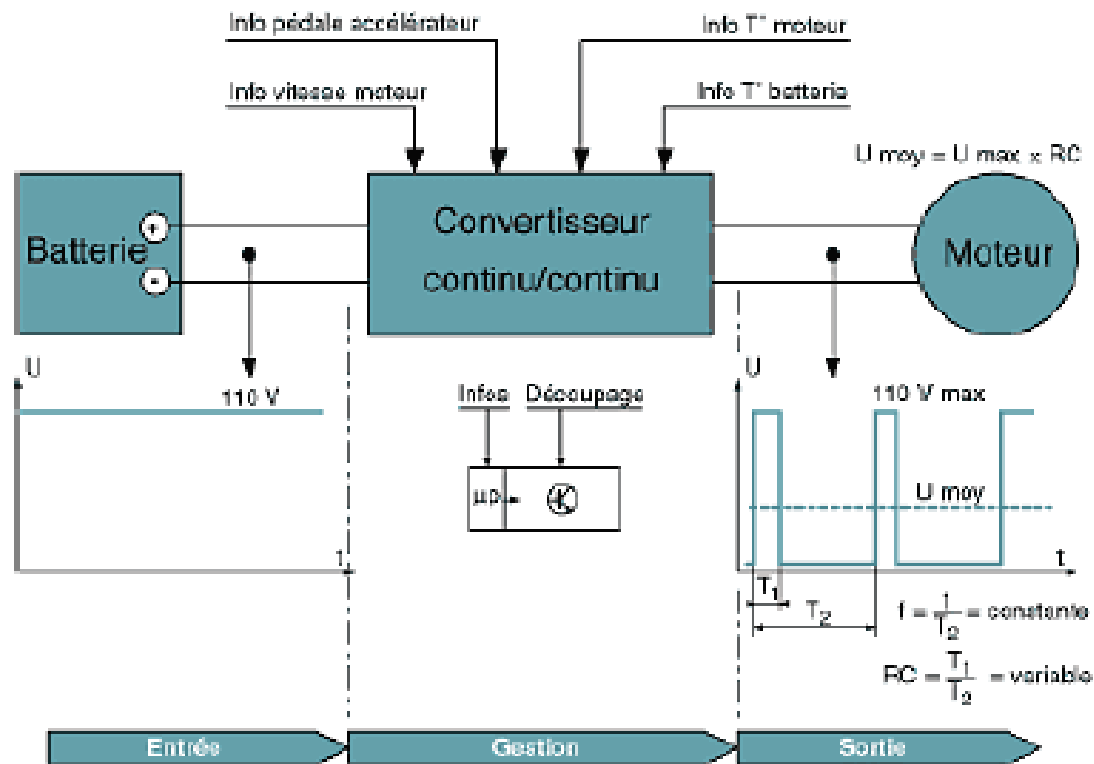 Info pédale accélérateur
Info T° moteur
Info vitesse moteur
Info T° batterie
U moy = U max x RC
Batterie
+
-
Convertisseur
continu/continu
Moteur
U
110 V
t
Infos
Découpage
µP
U
110 V max
U moy
t
T1
T2
f = 1/T2 = constante
RC = T1/T2 = variable
Entrée
Gestion
Sortie